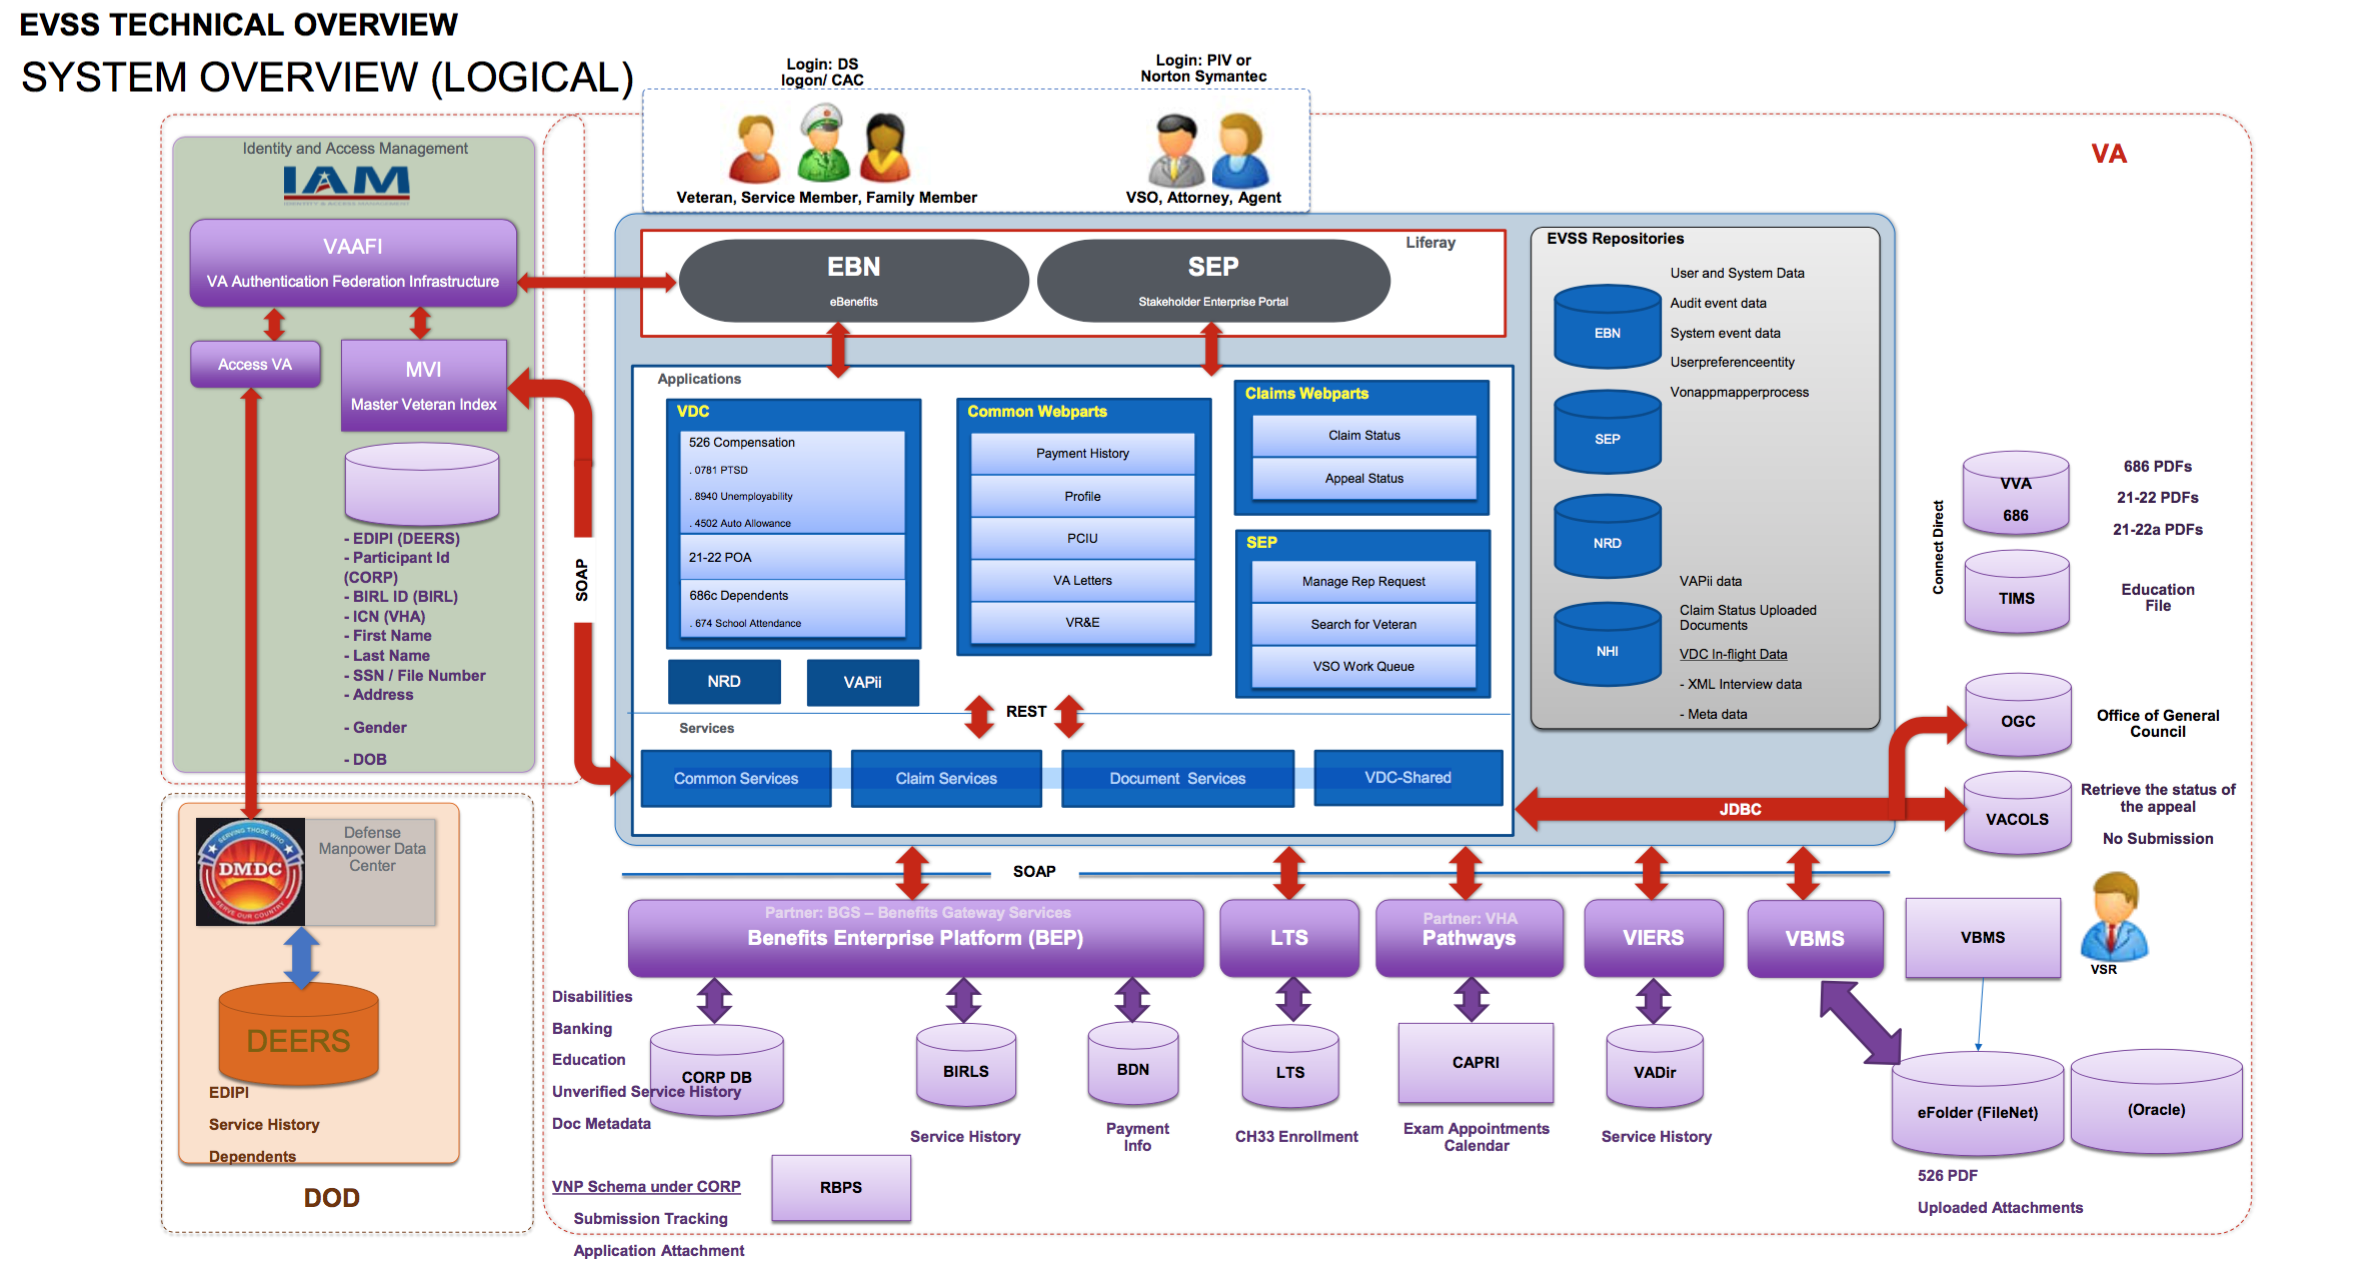 EVSS TECHNICAL OVERVIEW
SYSTEM OVERVIEW (LOGICAL)
Login: DS
logon/ CAC
Login: PIV or
Norton Symantec
Veteran, Service Member, Family Member
VSO, Attorney, Agent
VA
Identity and Access Management
IAM
IDENTITY & ACCESS MANAGEMENT
VAAFI
VA Authentication Federation Infrastructure
Access VA
MVI
Master Veteran Index
- EDIPI (DEERS)
- Participant Id
(CORP)
- BIRL ID (BIRL)
- ICN (VHA)
- First Name
- Last Name
- SSN / File Number
- Address
- Gender
- DOB
SOAP
Defense
Manpower Data
Center
SERVING THOSE WHO
DMDC
SERVE OUR COUNTRY
DEERS
EDIPI
Service History
Dependents
DOD
Liferay
EBN
eBenefits
SEP
Stakeholder Enterprise Portal
Applications
VDC
526 Compensation
. 0781 PTSD
. 8940 Unemployability
. 4502 Auto Allowance
21-22 POA
686c Dependents
. 674 School Attendance
NRD
VAPii
Common Webparts
Payment History
Profile
PCIU
VA Letters
VR&E
Claims Webparts
Claim Status
Appeal Status
SEP
Manage Rep Request
Search for Veteran
VSO Work Queue
REST
Services
Common Services
Claim Services
Document Services
VDC-Shared
EVSS Repositories
EBN
SEP
NRD
NHI
User and System Data
Audit event data
System event data
Userpreferenceentity
Vonappmapperprocess
VAPii data
Claim Status Uploaded
Documents
VDC In-flight Data
- XML Interview data
- Meta data
Connect Direct
VVA
686
686 PDFs
21-22 PDFs
21-22a PDFs
TIMS
Education
File
OGC
Office of General
Council
JDBC
VACOLS
Retrieve the status of
the appeal
No Submission
SOAP
Partner: BGS – Benefits Gateway Services
Benefits Enterprise Platform (BEP)
LTS
Partner: VHA
Pathways
VIERS
VBMS
VBMS
VSR
Disabilities
Banking
Education
Unverified Service History
Doc Metadata
CORP DB
BIRLS
Service History
BDN
Payment
Info
LTS
CH33 Enrollment
CAPRI
Exam Appointments
Calendar
VADir
Service History
eFolder (FileNet)
(Oracle)
526 PDF
Uploaded Attachments
VNP Schema under CORP
Submission Tracking
Application Attachment
RBPS